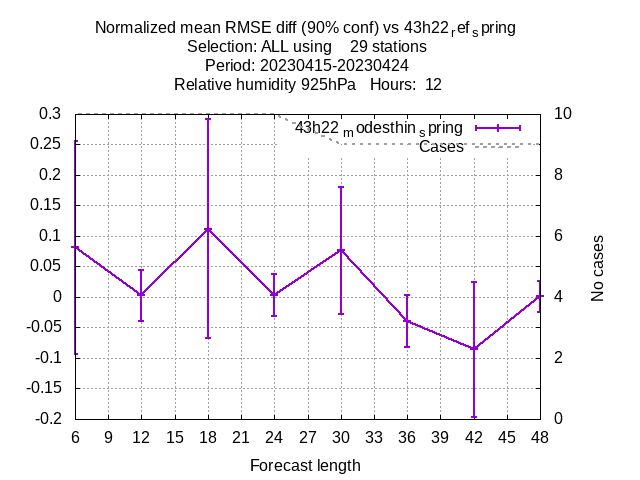 Normalized mean RMSE diff (90% conf) vs 43h22refspring
Selection: ALL using 29 stations
Period: 20230415-20230424
Relative humidity 925hPa Hours: 12
0.3
0.25
0.2
0.15
0.1
0.05
0
-0.05
-0.1
-0.15
-0.2
43h22modesthinspring
Cases
10
8
6
4
2
0
No cases
6 9 12 15 18 21 24 27 30 33 36 39 42 45 48
Forecast length